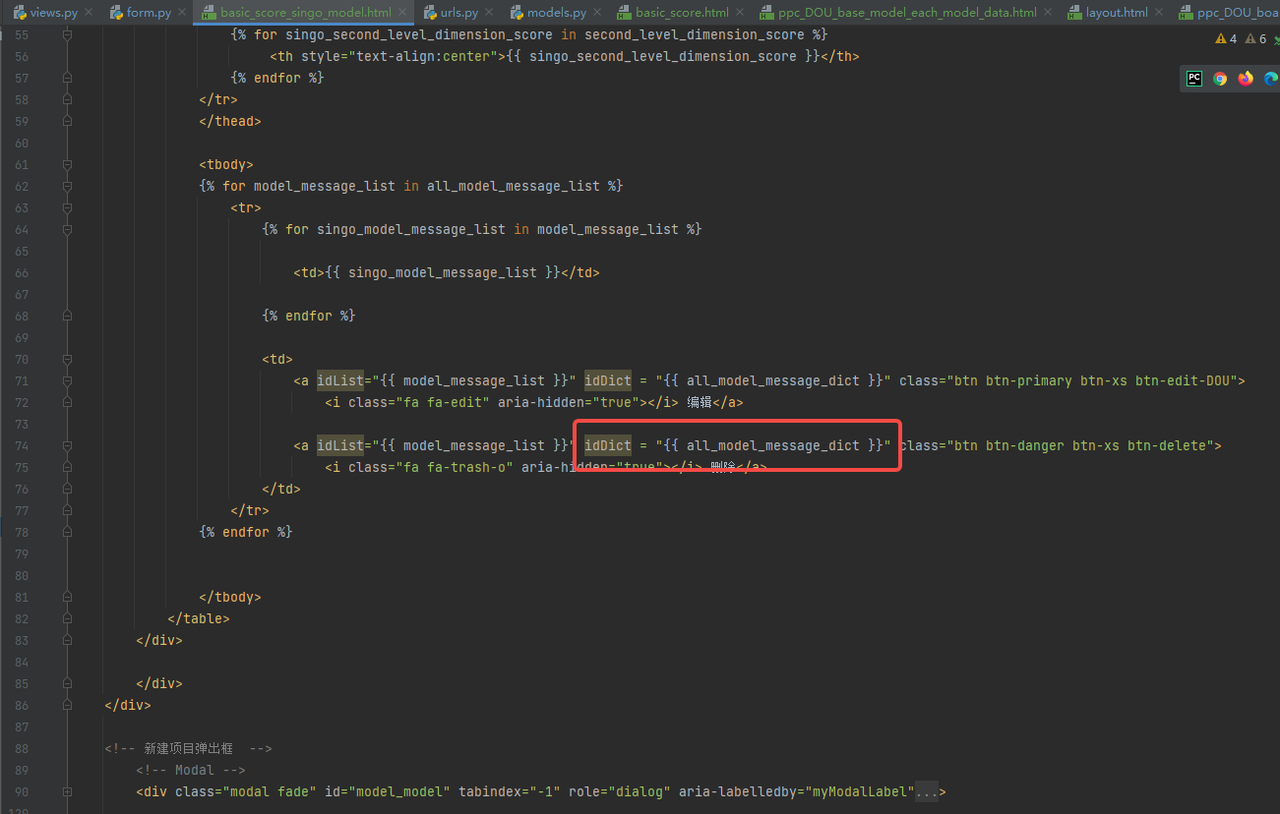 views.py form.py basic_score_singo_model.html urls.py models.py basic_score.html ppc_DOU_base_model_each_model_data.html layout.html ppc_DOU_boa
4 6
55 {% for singo_second_level_dimension_score in second_level_dimension_score %}
56 <th style="text-align:center">{{ singo_second_level_dimension_score }}</th>
57 {% endfor %}
PC
58 </tr>
59 </thead>
60
61 <tbody>
62 {% for model_message_list in all_model_message_list %}
63 <tr>
64 {% for singo_model_message_list in model_message_list %}
65
66 <td>{{ singo_model_message_list }}</td>
67
68 {% endfor %}
69
70 <td>
71 <a idList="{{ model_message_list }}" idDict = "{{ all_model_message_dict }}" class="btn btn-primary btn-xs btn-edit-DOU">
72 <i class="fa fa-edit" aria-hidden="true"></i> 编辑</a>
73
74 <a idList="{{ model_message_list }}" idDict = "{{ all_model_message_dict }}" class="btn btn-danger btn-xs btn-delete">
75 <i class="fa fa-trash-o" aria-hidden="true"></i> 删除</a>
76 </td>
77 </tr>
78 {% endfor %}
79
80
81 </tbody>
82 </table>
83 </div>
84
85 </div>
86 </div>
87
88 <!-- 新建项目弹出框 -->
89 <!-- Modal -->
90 <div class="modal fade" id="model_model" tabindex="-1" role="dialog" aria-labelledby="myModalLabel"...>